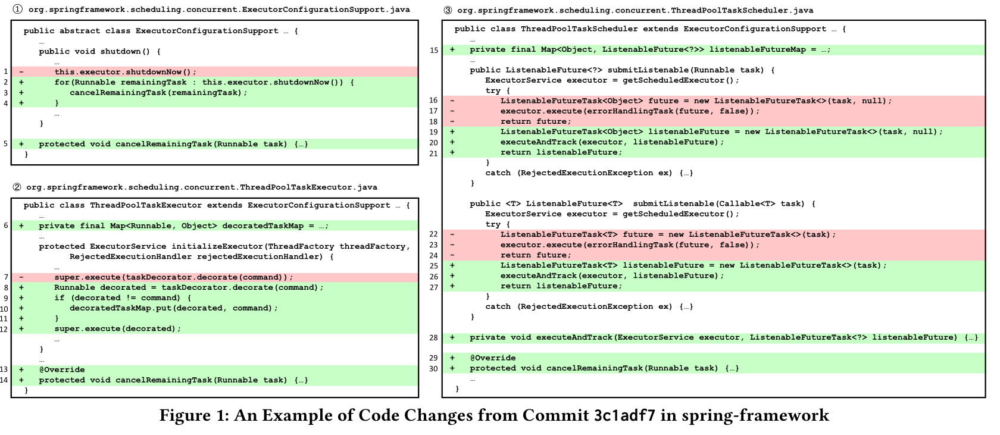 ① org.springframework.scheduling.concurrent.ExecutorConfigurationSupport.java
public abstract class ExecutorConfigurationSupport … {
…
public void shutdown() {
…
1 - this.executor.shutdownNow();
2 + for(Runnable remainingTask : this.executor.shutdownNow()) {
3 + cancelRemainingTask(remainingTask);
4 + }
…
}
5 + protected void cancelRemainingTask(Runnable task) {…}
}
② org.springframework.scheduling.concurrent.ThreadPoolTaskExecutor.java
public class ThreadPoolTaskExecutor extends ExecutorConfigurationSupport … {
…
6 + private final Map<Runnable, Object> decoratedTaskMap = …;
…
protected ExecutorService initializeExecutor(ThreadFactory threadFactory,
RejectedExecutionHandler rejectedExecutionHandler) {
…
7 - super.execute(taskDecorator.decorate(command));
8 + Runnable decorated = taskDecorator.decorate(command);
9 + if (decorated != command) {
10 + decoratedTaskMap.put(decorated, command);
11 + }
12 + super.execute(decorated);
…
}
…
13 + @Override
14 + protected void cancelRemainingTask(Runnable task) {…}
}
③ org.springframework.scheduling.concurrent.ThreadPoolTaskScheduler.java
public class ThreadPoolTaskScheduler extends ExecutorConfigurationSupport … {
…
15 + private final Map<Object, ListenableFuture<?>> listenableFutureMap = …;
…
public ListenableFuture<?> submitListenable(Runnable task) {
ExecutorService executor = getScheduledExecutor();
try {
16 - ListenableFutureTask<Object> future = new ListenableFutureTask<>(task, null);
17 - executor.execute(errorHandlingTask(future, false));
18 - return future;
19 + ListenableFutureTask<Object> listenableFuture = new ListenableFutureTask<>(task, null);
20 + executeAndTrack(executor, listenableFuture);
21 + return listenableFuture;
}
catch (RejectedExecutionException ex) {…}
}
public <T> ListenableFuture<T> submitListenable(Callable<T> task) {
ExecutorService executor = getScheduledExecutor();
try {
22 - ListenableFutureTask<T> future = new ListenableFutureTask<>(task);
23 - executor.execute(errorHandlingTask(future, false));
24 - return future;
25 + ListenableFutureTask<T> listenableFuture = new ListenableFutureTask<>(task);
26 + executeAndTrack(executor, listenableFuture);
27 + return listenableFuture;
}
catch (RejectedExecutionException ex) {…}
}
28 + private void executeAndTrack(ExecutorService executor, ListenableFutureTask<?> listenableFuture) {…}
29 + @Override
30 + protected void cancelRemainingTask(Runnable task) {…}
…
}
Figure 1: An Example of Code Changes from Commit 3c1adf7 in spring-framework